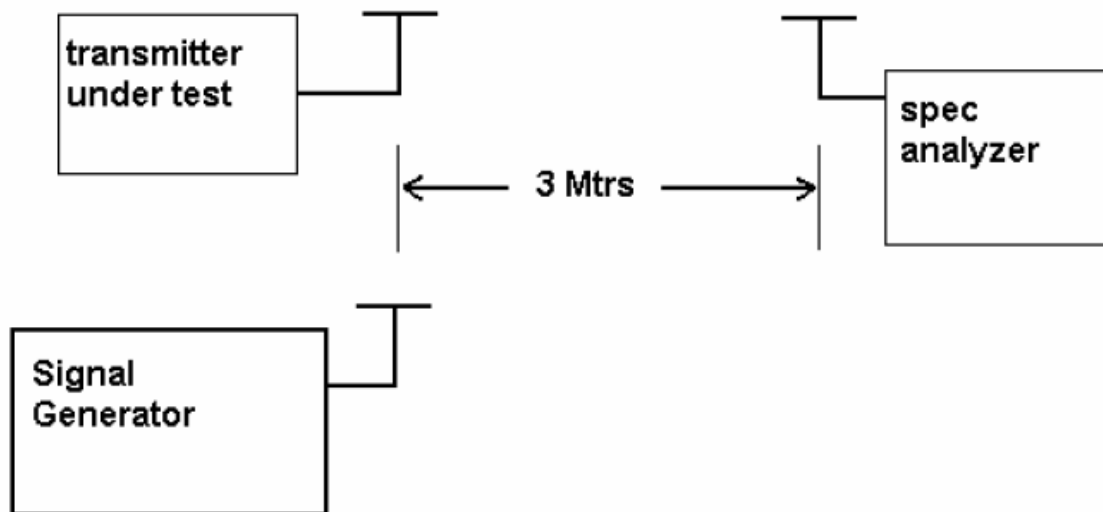 transmitter
under test
spec
analyzer
3 Mtrs
Signal
Generator